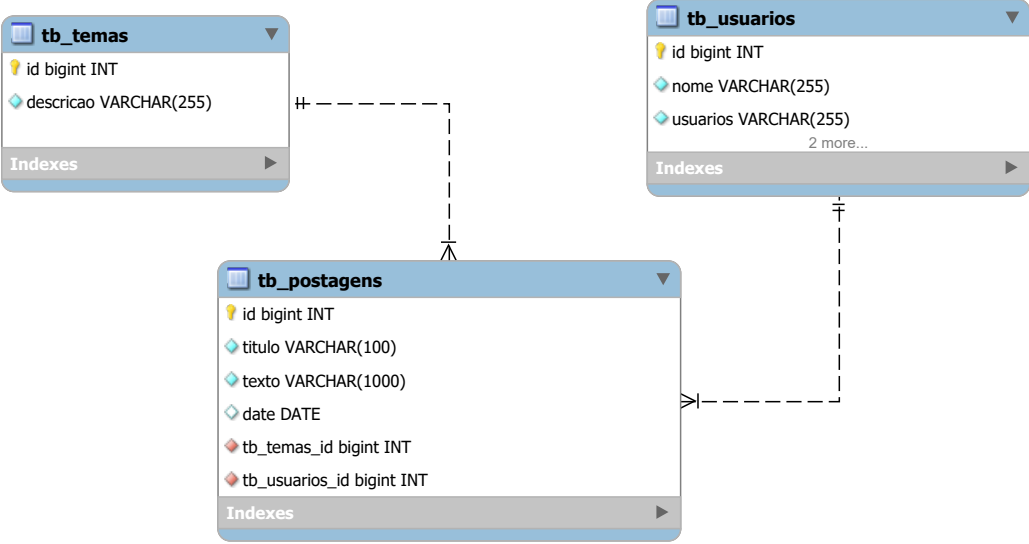 tb_temas
id bigint INT
descricao VARCHAR(255)
Indexes
tb_usuarios
id bigint INT
nome VARCHAR(255)
usuarios VARCHAR(255)
2 more...
Indexes
tb_postagens
id bigint INT
titulo VARCHAR(100)
texto VARCHAR(1000)
date DATE
tb_temas_id bigint INT
tb_usuarios_id bigint INT
Indexes